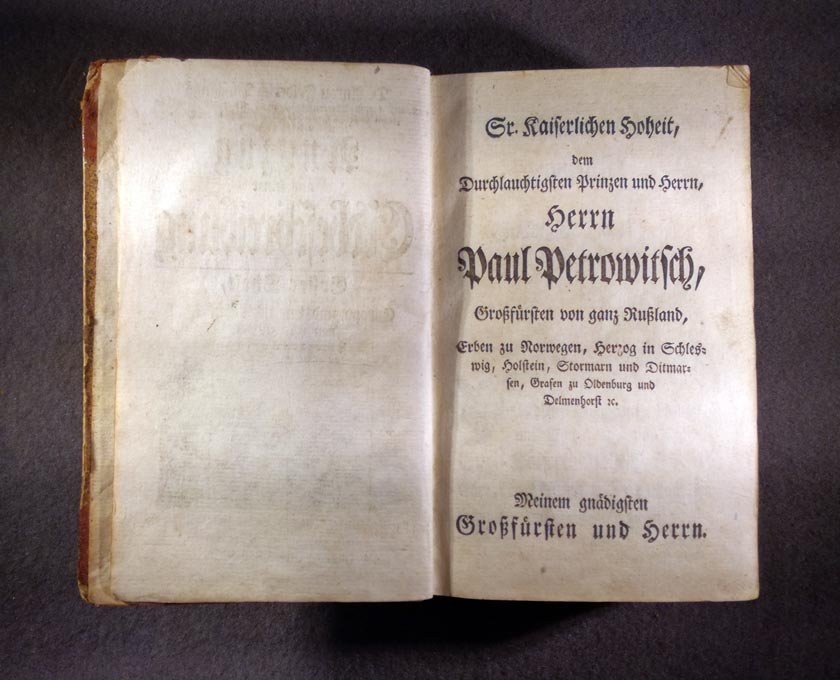 Sr. Kaiserlichen Hoheit,
dem
Durchlauchtigsten Prinzen und Herrn,
Herrn
Paul Petrowitsch,
Großfürsten von ganz Rußland,
Erben zu Norwegen, Herzog in Schles-
wig, Holstein, Stormarn und Ditmar-
sen, Grafen zu Oldenburg und
Delmenhorst ꝛc.
Meinem gnädigsten
Großfürsten und Herrn.